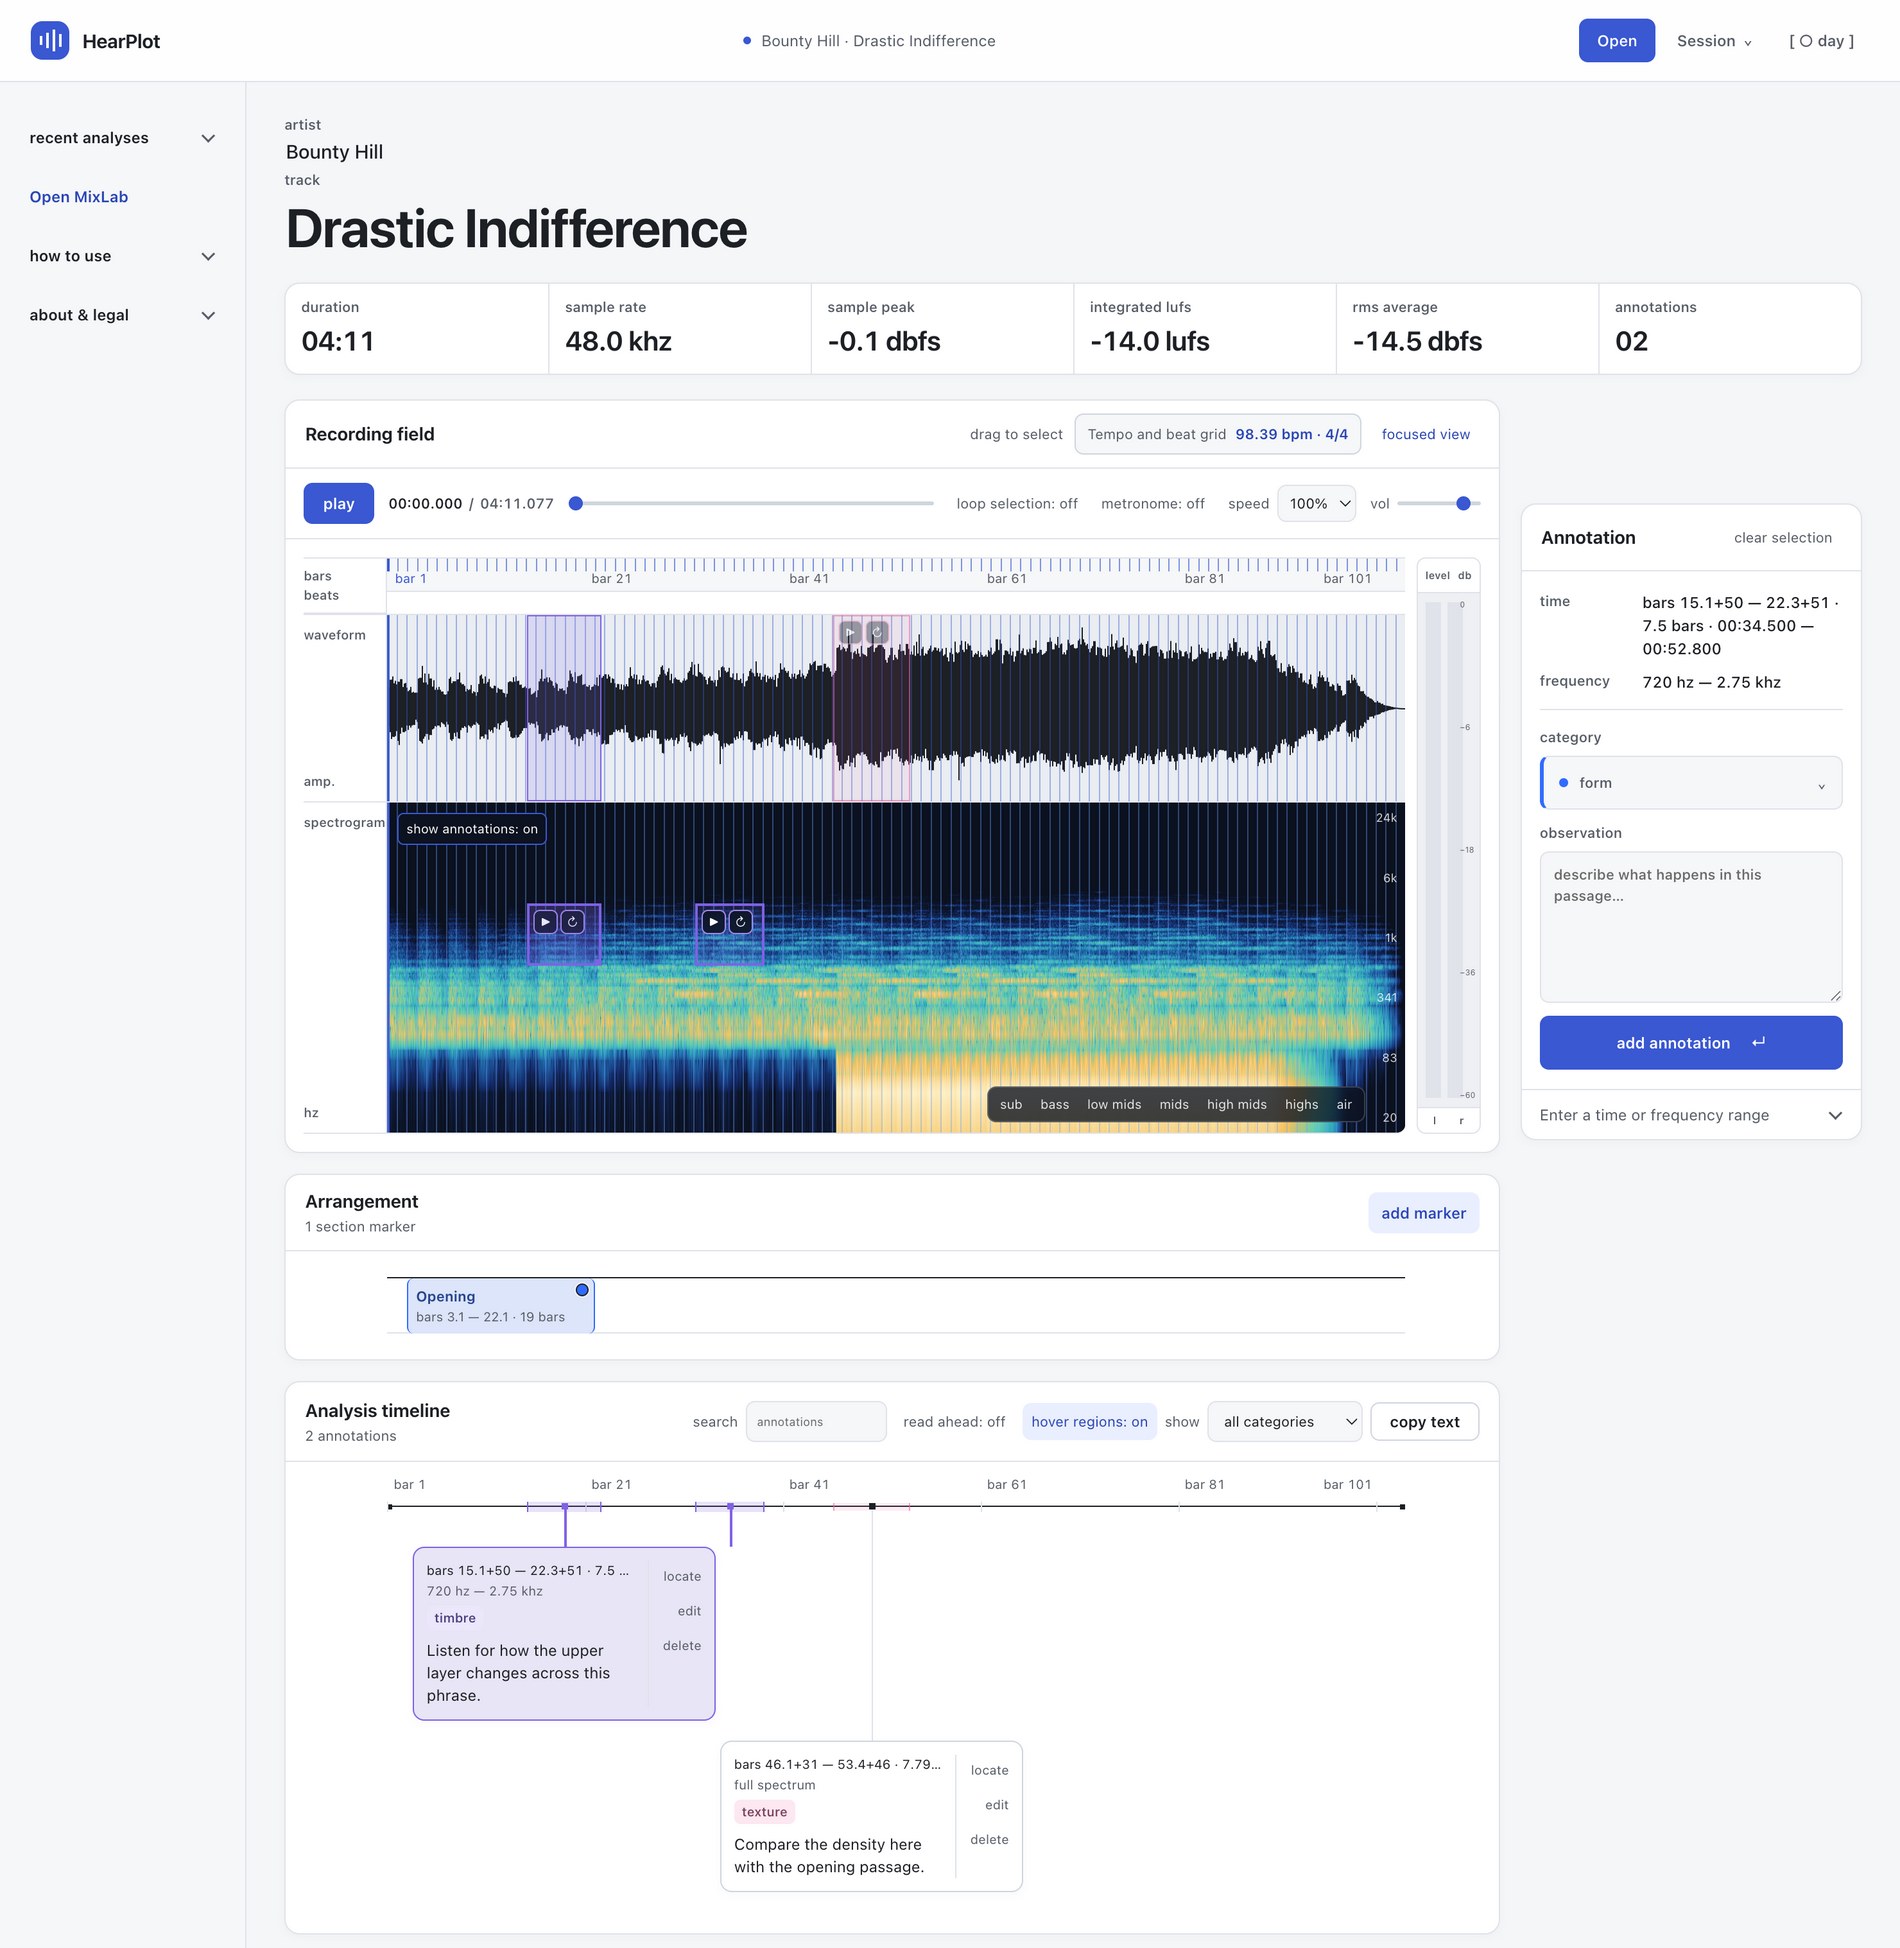 HearPlot
Bounty Hill · Drastic Indifference
Open
Session
[ O day ]
recent analyses
Open MixLab
how to use
about & legal
artist
Bounty Hill
track
Drastic Indifference
duration
04:11
sample rate
48.0 khz
sample peak
-0.1 dbfs
integrated lufs
-14.0 lufs
rms average
-14.5 dbfs
annotations
02
Recording field
drag to select
Tempo and beat grid 98.39 bpm · 4/4
focused view
play
00:00.000 / 04:11.077
loop selection: off
metronome: off
speed
100%
vol
bars
beats
bar 1
bar 21
bar 41
bar 61
bar 81
bar 101
waveform
amp.
spectrogram
show annotations: on
24k
6k
1k
341
83
20
hz
sub bass low mids mids high mids highs air
level db
0
-6
-18
-36
-60
l r
Annotation
clear selection
time
bars 15.1+50 — 22.3+51 ·
7.5 bars · 00:34.500 —
00:52.800
frequency
720 hz — 2.75 khz
category
form
observation
describe what happens in this
passage...
add annotation
Enter a time or frequency range
Arrangement
1 section marker
add marker
Opening
bars 3.1 — 22.1 · 19 bars
Analysis timeline
2 annotations
search
annotations
read ahead: off
hover regions: on
show
all categories
copy text
bar 1
bar 21
bar 41
bar 61
bar 81
bar 101
bars 15.1+50 — 22.3+51 · 7.5 ...
720 hz — 2.75 khz
timbre
Listen for how the upper
layer changes across this
phrase.
locate
edit
delete
bars 46.1+31 — 53.4+46 · 7.79...
full spectrum
texture
Compare the density here
with the opening passage.
locate
edit
delete